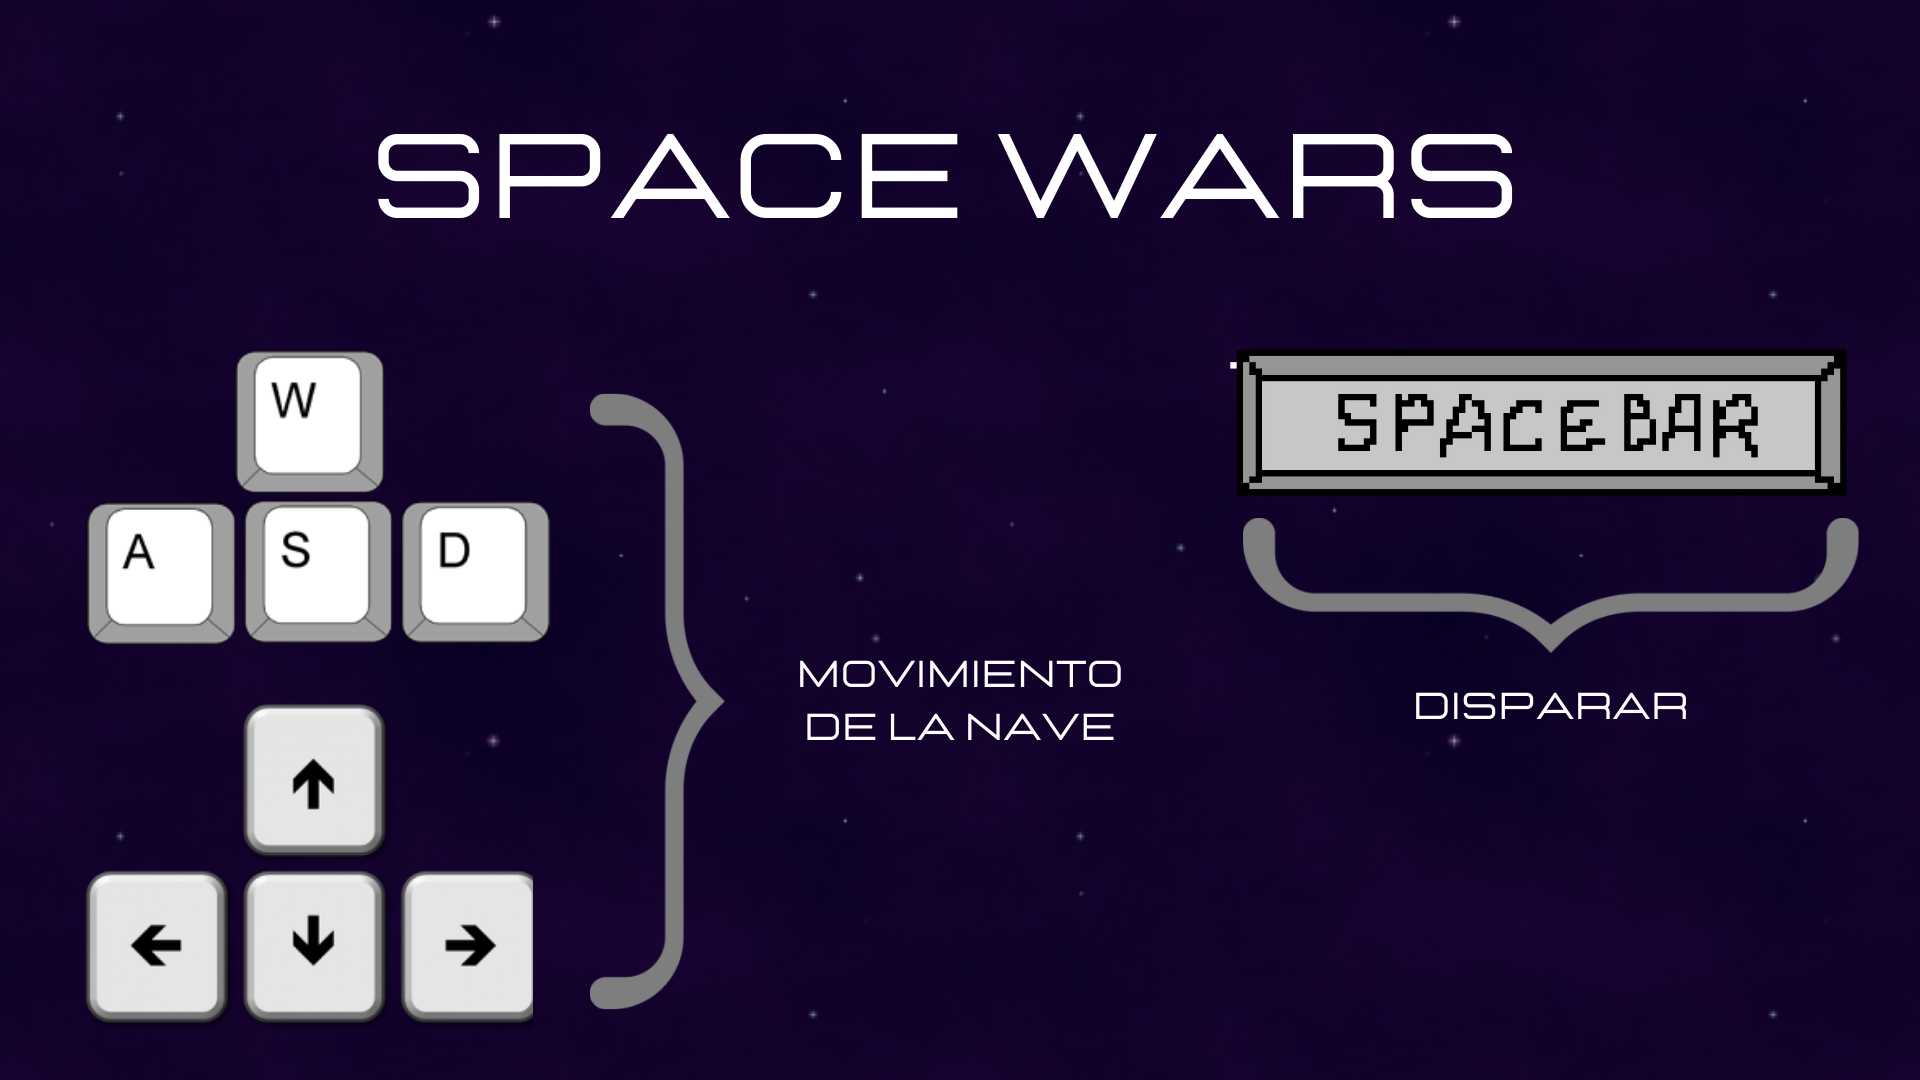 SPACE WARS
W
A S D
MOVIMIENTO
DE LA NAVE
SPACEBAR
DISPARAR